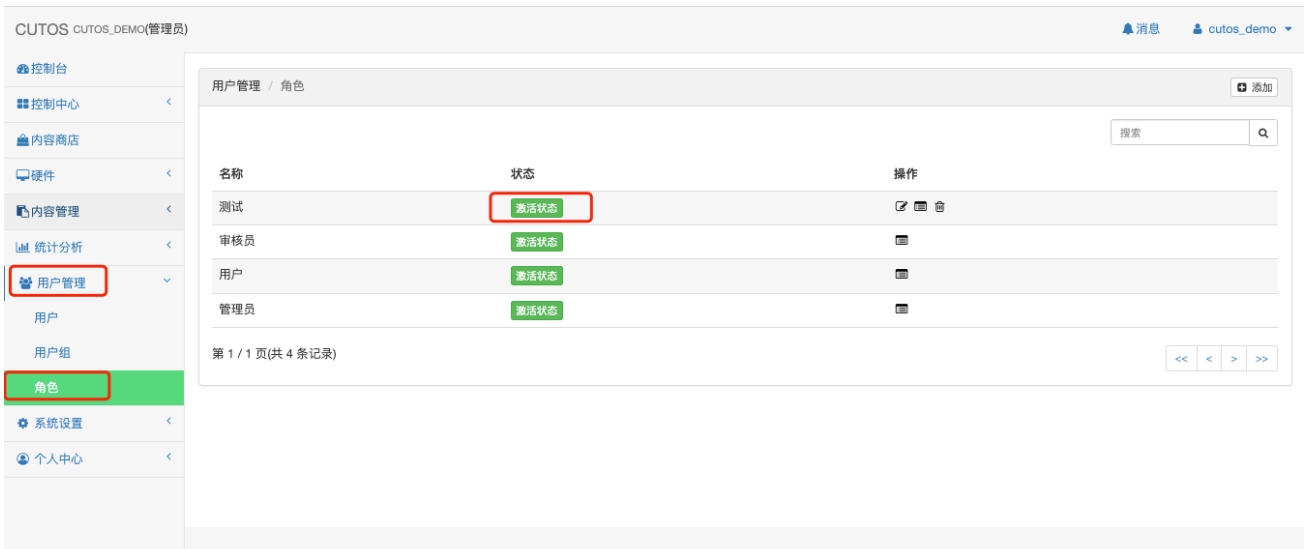 CUTOS CUTOS_DEMO(管理员)
消息
cutos_demo
控制台
控制中心
内容商店
硬件
内容管理
统计分析
用户管理
用户
用户组
角色
系统设置
个人中心
用户管理 / 角色
添加
搜索
名称 状态 操作
测试 激活状态
审核员 激活状态
用户 激活状态
管理员 激活状态
第 1 / 1 页(共 4 条记录)
<< < > >>